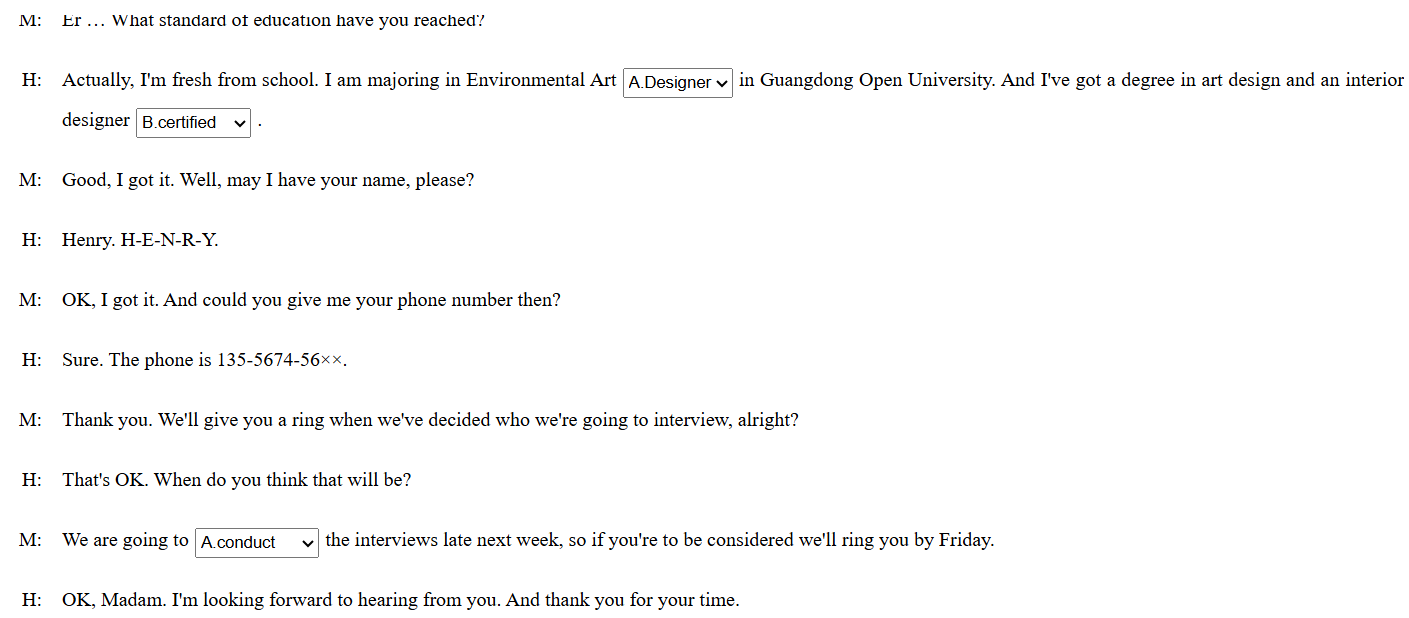 M: Er … What standard of education have you reached?
H: Actually, I'm fresh from school. I am majoring in Environmental Art A.Designer in Guangdong Open University. And I've got a degree in art design and an interior
designer B.certified .
M: Good, I got it. Well, may I have your name, please?
H: Henry. H-E-N-R-Y.
M: OK, I got it. And could you give me your phone number then?
H: Sure. The phone is 135-5674-56××.
M: Thank you. We'll give you a ring when we've decided who we're going to interview, alright?
H: That's OK. When do you think that will be?
M: We are going to A.conduct the interviews late next week, so if you're to be considered we'll ring you by Friday.
H: OK, Madam. I'm looking forward to hearing from you. And thank you for your time.